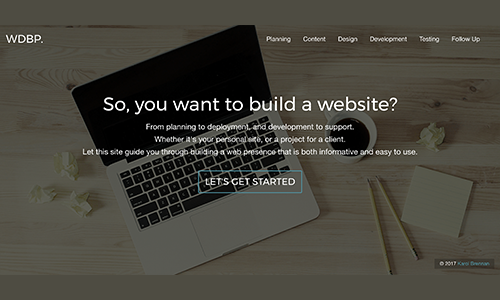 WDBP.
Planning Content Design Development Testing Follow Up
So, you want to build a website?
From planning to deployment, and development to support.
Whether it's your personal site, or a project for a client.
Let this site guide you through building a web presence that is both informative and easy to use.
LET'S GET STARTED
© 2017 Karol Brennan